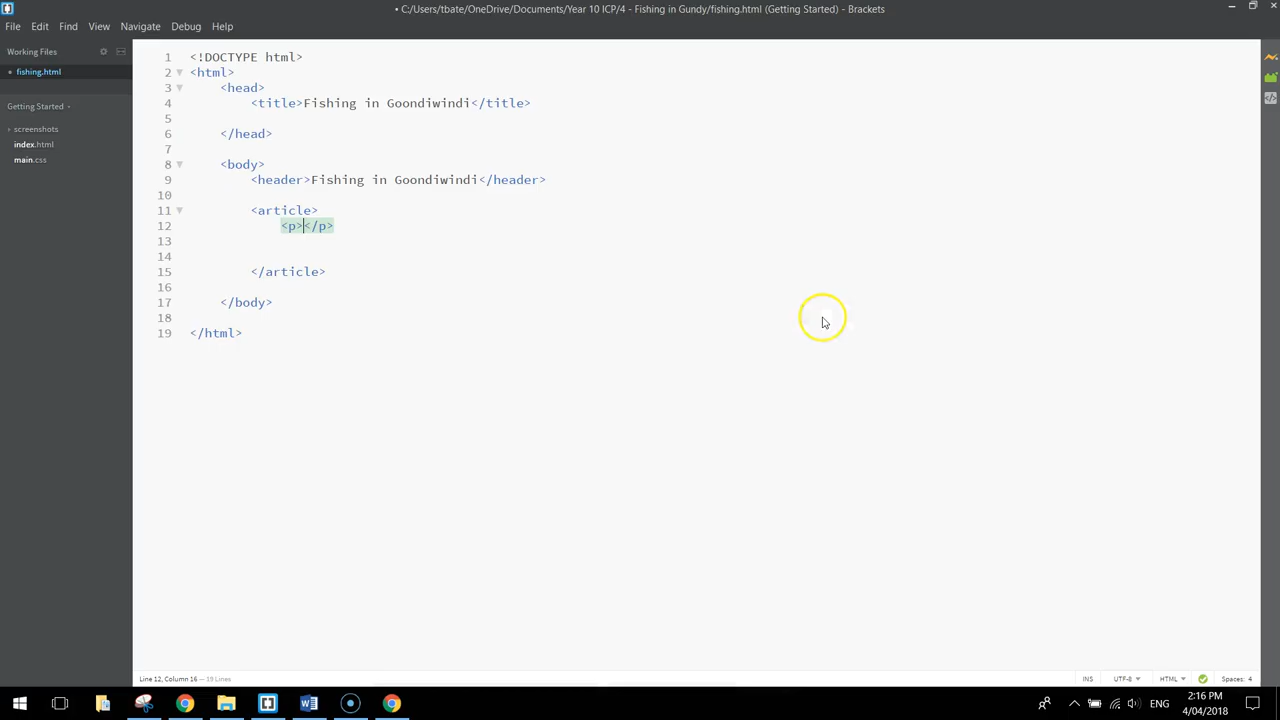 • C:/Users/tbate/OneDrive/Documents/Year 10 ICP/4 - Fishing in Gundy/fishing.html (Getting Started) - Brackets
File Edit Find View Navigate Debug Help
Working Files
• fishing.html
Getting Started
screenshots
index.html
main.css
1 <!DOCTYPE html>
2 <html>
3 <head>
4 <title>Fishing in Goondiwindi</title>
5
6 </head>
7
8 <body>
9 <header>Fishing in Goondiwindi</header>
10
11 <article>
12 <p></p>
13
14
15 </article>
16
17 </body>
18
19 </html>
Line 12, Column 16 — 19 Lines
INS UTF-8 HTML Spaces: 4
ENG 2:16 PM
4/04/2018